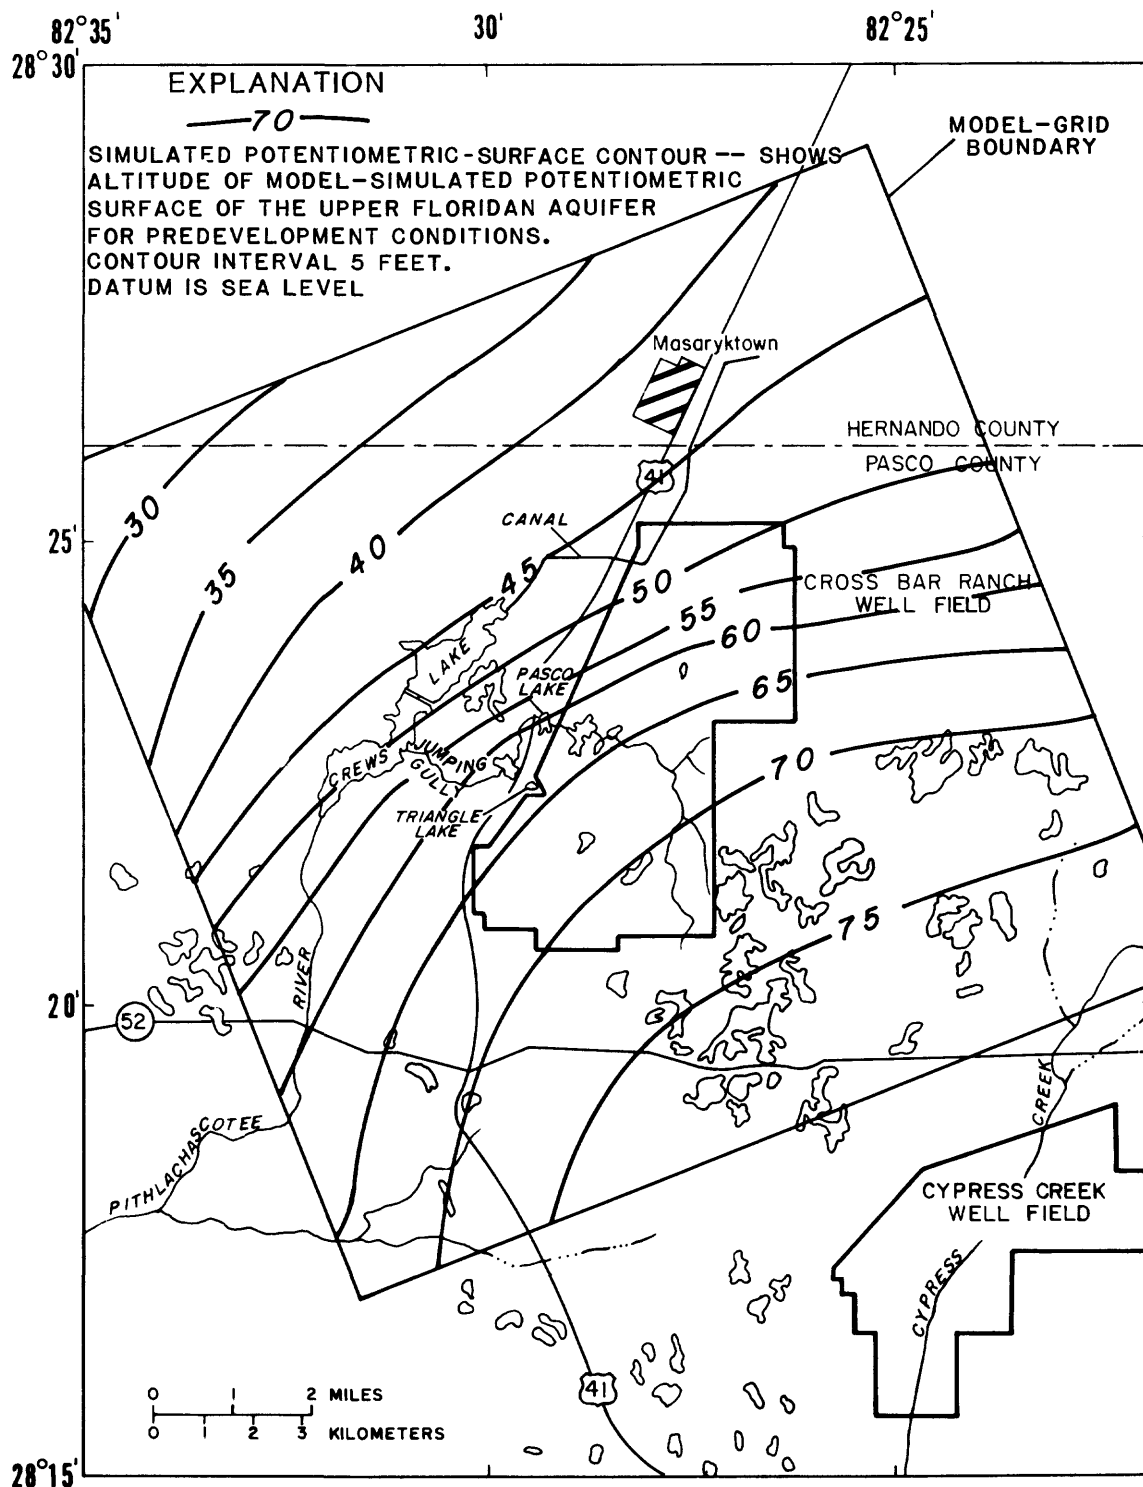 82°35'
30'
82°25'
28°30'
EXPLANATION
70
SIMULATED POTENTIOMETRIC-SURFACE CONTOUR -- SHOWS
ALTITUDE OF MODEL-SIMULATED POTENTIOMETRIC
SURFACE OF THE UPPER FLORIDAN AQUIFER
FOR PREDEVELOPMENT CONDITIONS.
CONTOUR INTERVAL 5 FEET.
DATUM IS SEA LEVEL
MODEL-GRID
BOUNDARY
Masaryktown
HERNANDO COUNTY
PASCO COUNTY
41
30
CANAL
25'
40
35
45
50
CROSS BAR RANCH
WELL FIELD
55
60
LAKE
PASCO
LAKE
65
CREWS
JUMPING
GULLY
70
TRIANGLE
LAKE
75
RIVER
20'
52
PITHLACHASCOTEE
CREEK
CYPRESS CREEK
WELL FIELD
CYPRESS
41
0 1 2 MILES
0 1 2 3 KILOMETERS
28°15'